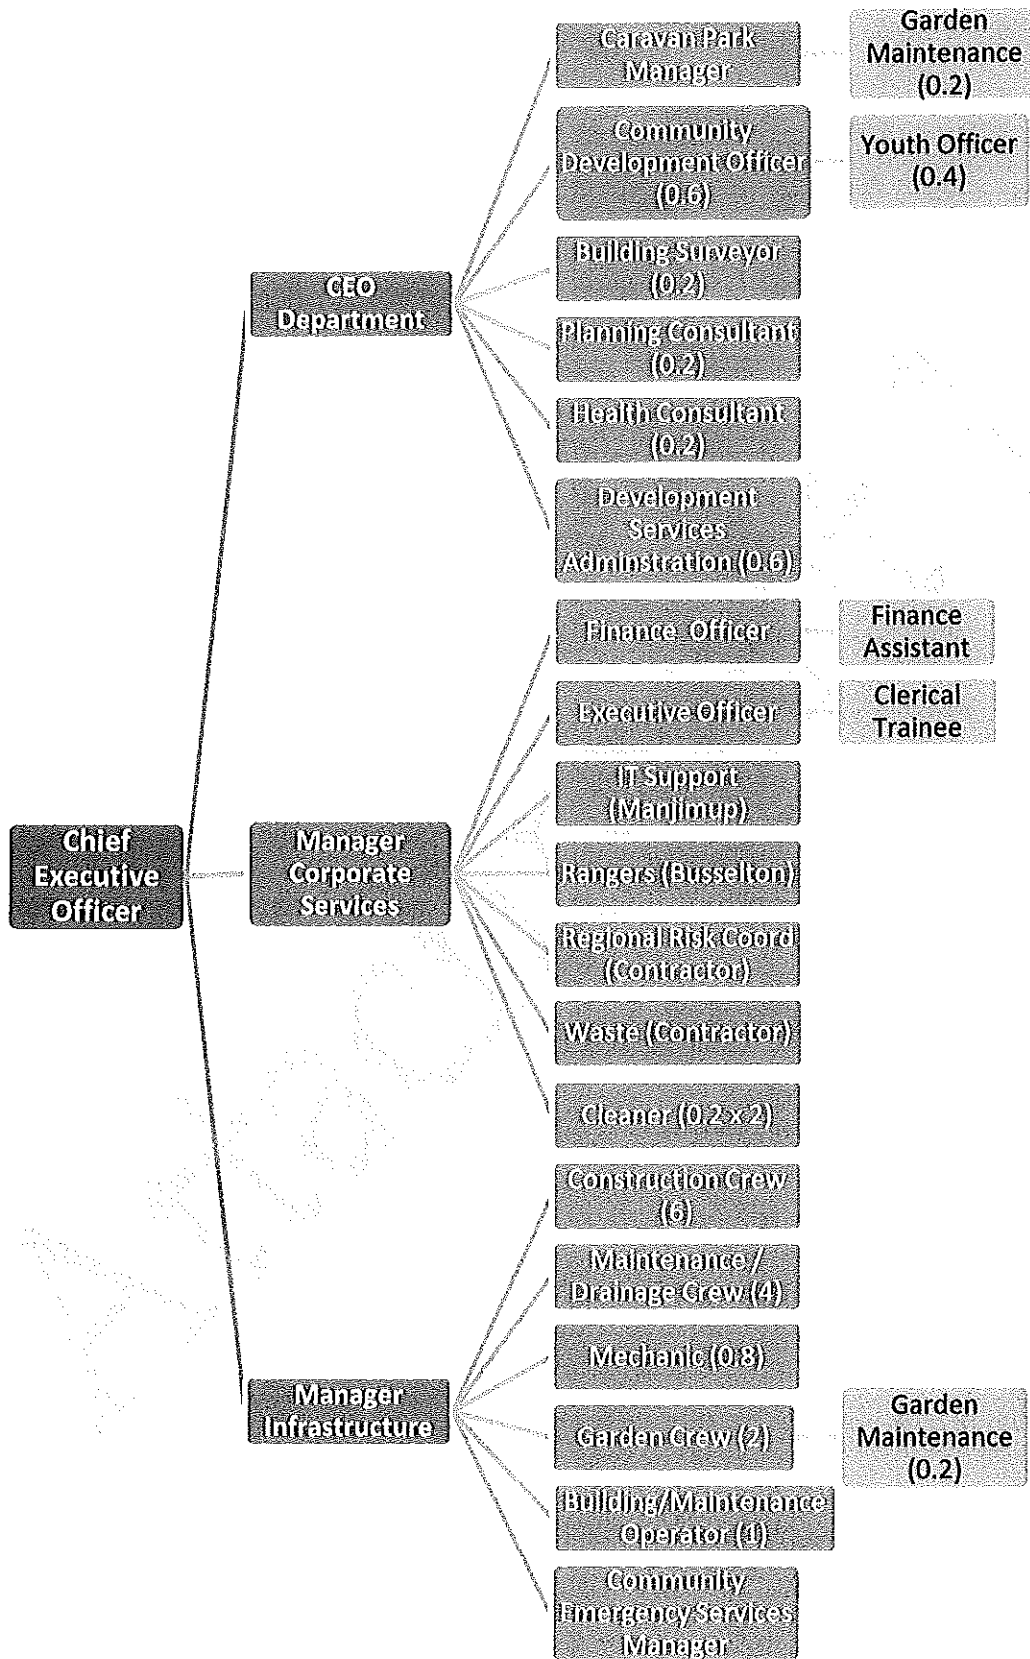 Chief
Executive
Officer
CEO
Department
Caravan Park
Manager
Garden
Maintenance
(0.2)
Community
Development Officer
(0.6)
Youth Officer
(0.4)
Building Surveyor
(0.2)
Planning Consultant
(0.2)
Health Consultant
(0.2)
Development
Services
Adminstration (0.6)
Manager
Corporate
Services
Finance Officer
Finance
Assistant
Executive Officer
Clerical
Trainee
IT Support
(Manjimup)
Rangers (Busselton)
Regional Risk Coord
(Contractor)
Waste (Contractor)
Cleaner (0.2 x 2)
Manager
Infrastructure
Construction Crew
(6)
Maintenance /
Drainage Crew (4)
Mechanic (0.8)
Garden Crew (2)
Garden
Maintenance
(0.2)
Building/Maintenance
Operator (1)
Community
Emergency Services
Manager